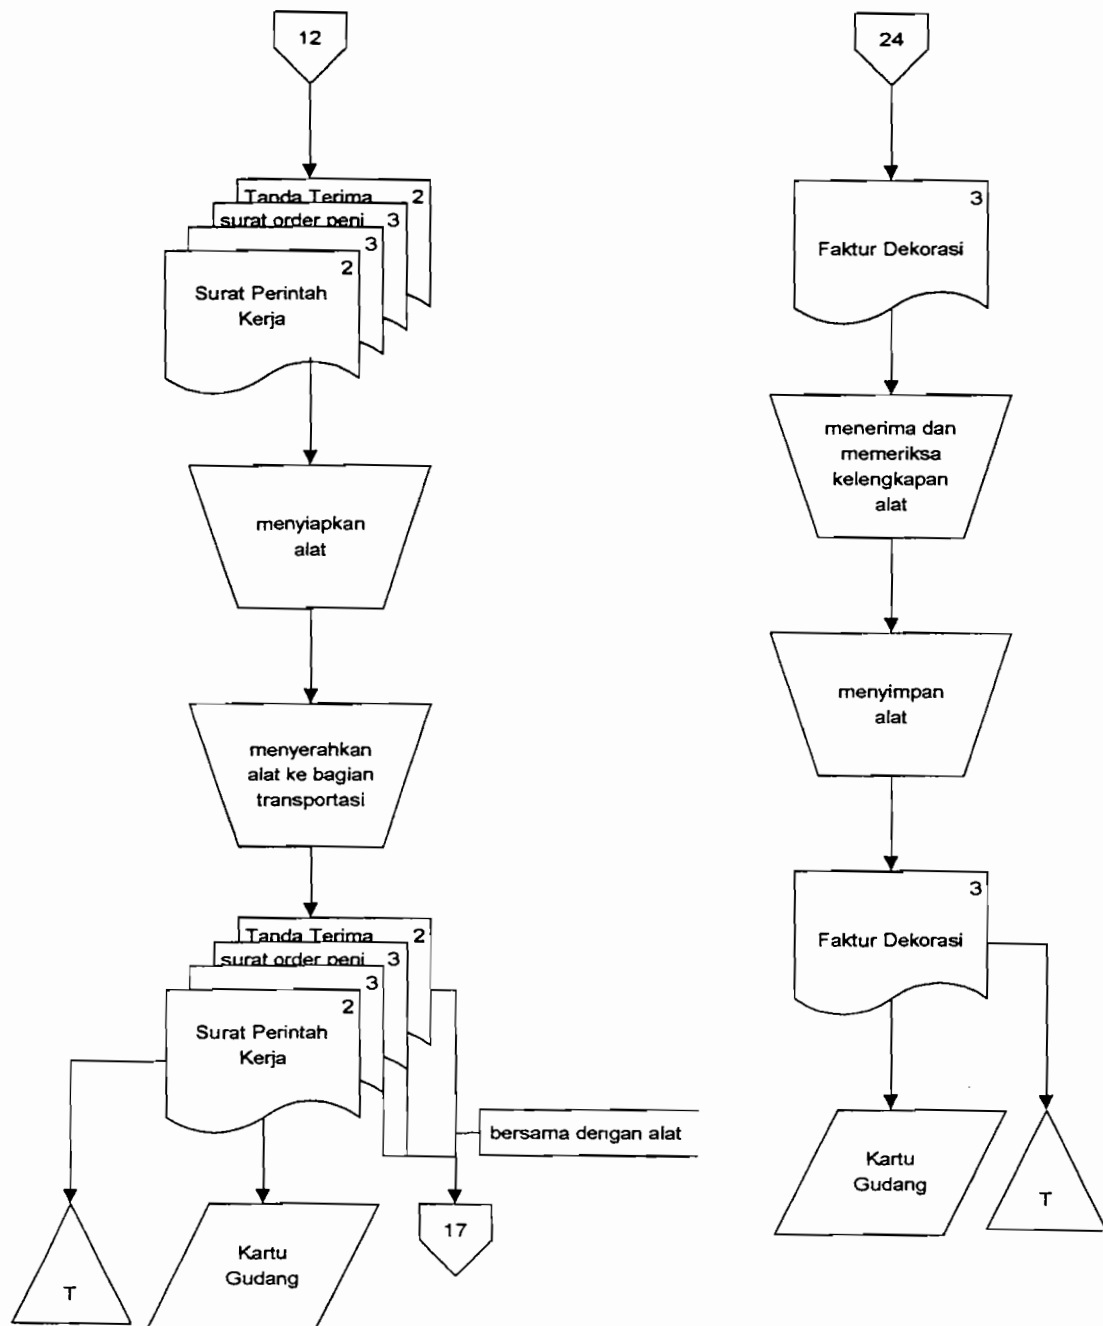 12
Tanda Terima 2
surat order peni 3
3
2
Surat Perintah
Kerja
menyiapkan
alat
menyerahkan
alat ke bagian
transportasi
Tanda Terima 2
surat order peni 3
3
2
Surat Perintah
Kerja
bersama dengan alat
T
Kartu
Gudang
17
24
3
Faktur Dekorasi
menerima dan
memeriksa
kelengkapan
alat
menyimpan
alat
3
Faktur Dekorasi
Kartu
Gudang
T